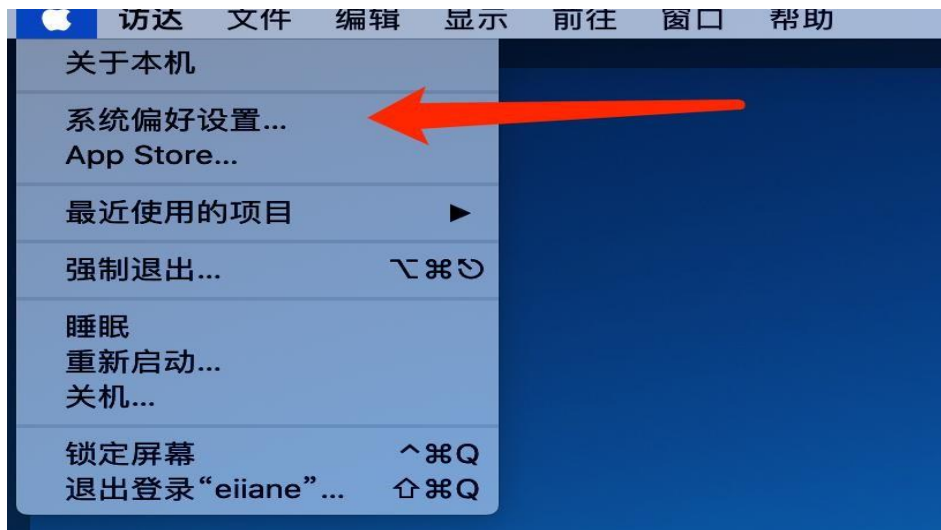 访达 文件 编辑 显示 前往 窗口 帮助
关于本机
系统偏好设置...
App Store...
最近使用的项目 ▶
强制退出... ⌥⌘⎋
睡眠
重新启动...
关机...
锁定屏幕 ^⌘Q
退出登录“eiiane”... ⇧⌘Q